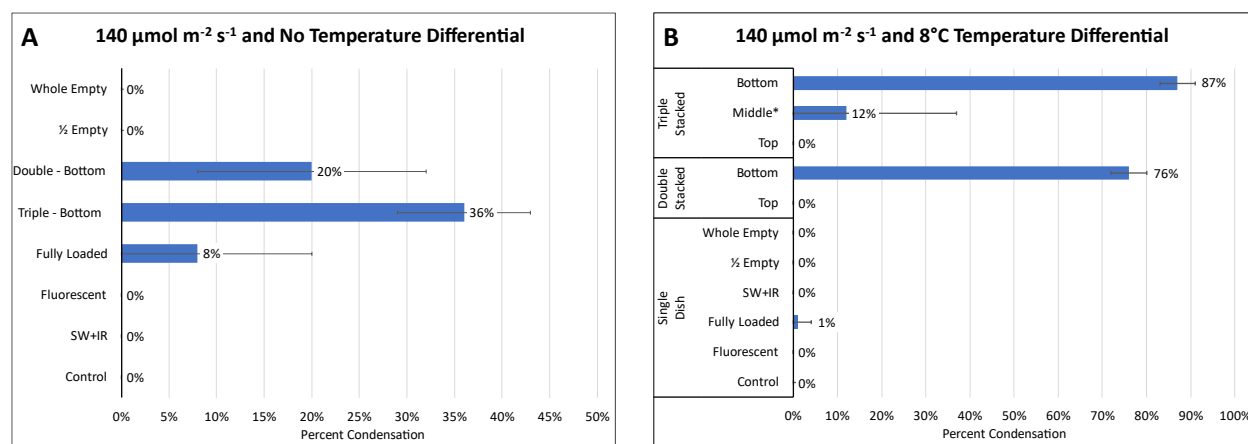 A
140 µmol m⁻² s⁻¹ and No Temperature Differential
Whole Empty
0%
½ Empty
0%
Double - Bottom
20%
Triple - Bottom
36%
Fully Loaded
8%
Fluorescent
0%
SW+IR
0%
Control
0%
0% 5% 10% 15% 20% 25% 30% 35% 40% 45% 50%
Percent Condensation
B
140 µmol m⁻² s⁻¹ and 8°C Temperature Differential
Triple
Stacked
Bottom
87%
Middle*
12%
Top
0%
Double
Stacked
Bottom
76%
Top
0%
Single
Dish
Whole Empty
0%
½ Empty
0%
SW+IR
0%
Fully Loaded
1%
Fluorescent
0%
Control
0%
0% 10% 20% 30% 40% 50% 60% 70% 80% 90% 100%
Percent Condensation